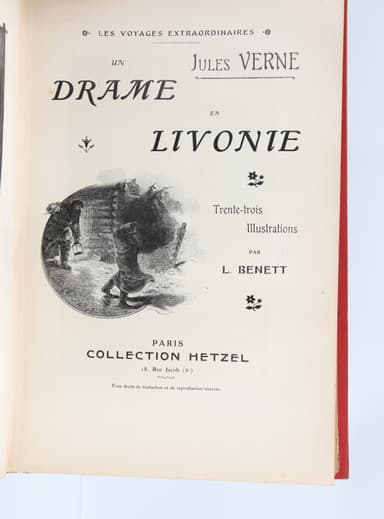 LES VOYAGES EXTRAORDINAIRES
JULES VERNE
UN
DRAME
EN
LIVONIE
Trente-trois
Illustrations
PAR
L. BENETT
PARIS
COLLECTION HETZEL
18, Rue Jacob (6e)
Tous droits de traduction et de reproduction réservés.